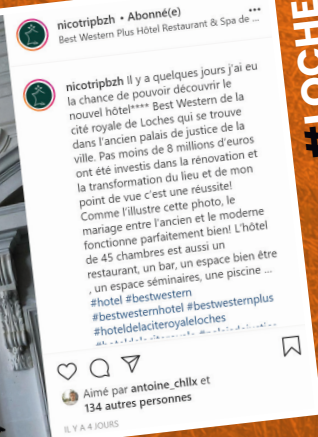 nicotripbzh • Abonné(e)
Best Western Plus Hôtel Restaurant & Spa de ...
nicotripbzh Il y a quelques jours j'ai eu
la chance de pouvoir découvrir le
nouvel hôtel**** Best Western de la
cité royale de Loches qui se trouve
dans l'ancien palais de justice de la
ville. Pas moins de 8 millions d'euros
ont été investis dans la rénovation et
la transformation du lieu et de mon
point de vue c'est une réussite!
Comme l'illustre cette photo, le
mariage entre l'ancien et le moderne
fonctionne parfaitement bien! L'hôtel
de 45 chambres est aussi un
restaurant, un bar, un espace bien être
, un espace séminaires, une piscine ...
#hotel #bestwestern
#bestwesternhotel #bestwesternplus
#hoteldelaciteroyaleloches
Aimé par antoine_chllx et
134 autres personnes
IL Y A 4 JOURS
#LOCHE